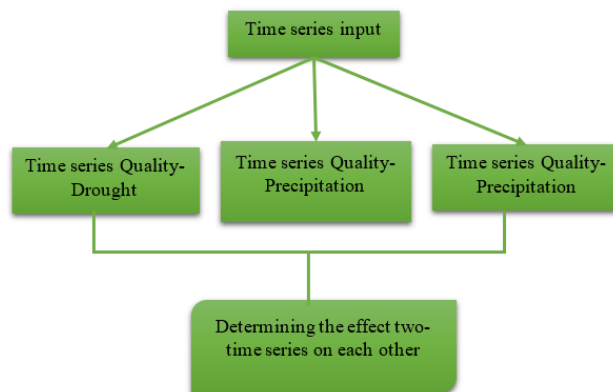 Time series input
Time series Quality-
Drought
Time series Quality-
Precipitation
Time series Quality-
Precipitation
Determining the effect two-
time series on each other